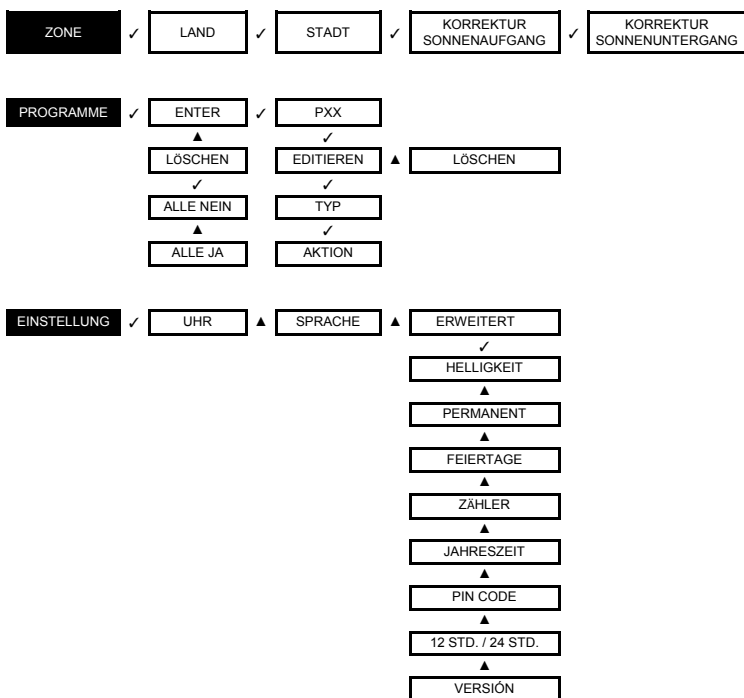 ZONE ✓ LAND ✓ STADT ✓ KORREKTUR SONNENAUFGANG ✓ KORREKTUR SONNENUNTERGANG
PROGRAMME ✓ ENTER ✓ PXX
▲ ✓
LÖSCHEN EDITIEREN ▲ LÖSCHEN
✓ ✓
ALLE NEIN TYP
▲ ✓
ALLE JA AKTION
EINSTELLUNG ✓ UHR ▲ SPRACHE ▲ ERWEITERT
✓
HELLIGKEIT
▲
PERMANENT
▲
FEIERTAGE
▲
ZÄHLER
▲
JAHRESZEIT
▲
PIN CODE
▲
12 STD. / 24 STD.
▲
VERSIÓN